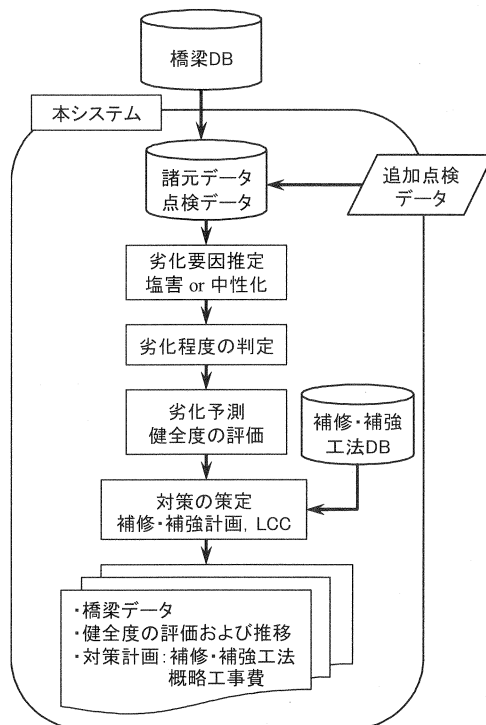 橋梁DB
本システム
諸元データ
点検データ
追加点検
データ
劣化要因推定
塩害 or 中性化
劣化程度の判定
劣化予測
健全度の評価
補修・補強
工法DB
対策の策定
補修・補強計画, LCC
・橋梁データ
・健全度の評価および推移
・対策計画：補修・補強工法
概略工事費